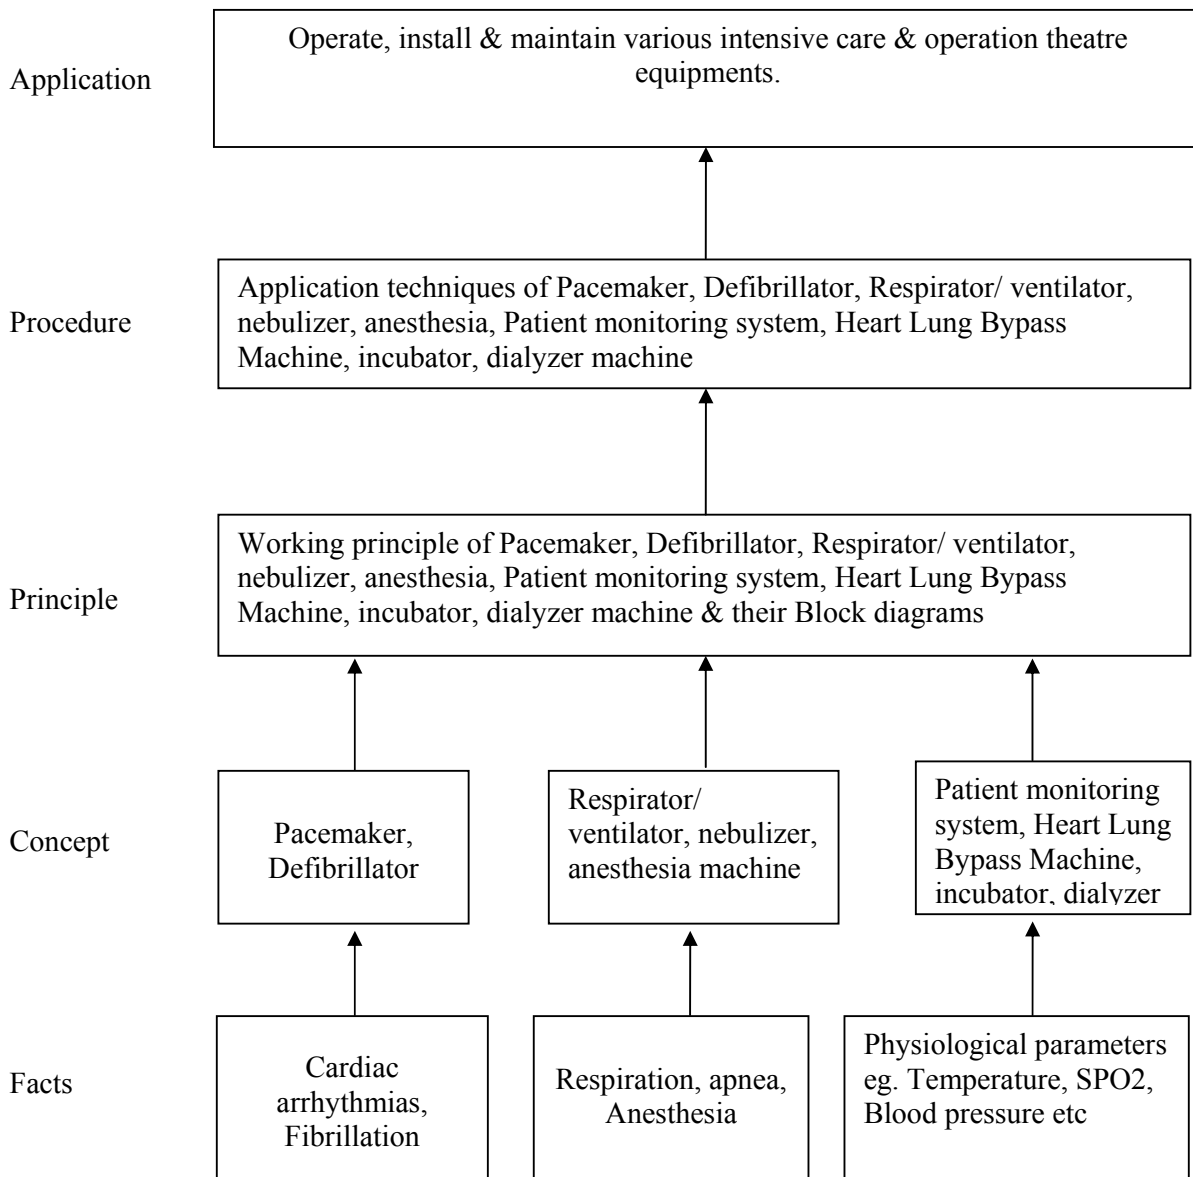 Application
Operate, install & maintain various intensive care & operation theatre
equipments.
Procedure
Application techniques of Pacemaker, Defibrillator, Respirator/ ventilator,
nebulizer, anesthesia, Patient monitoring system, Heart Lung Bypass
Machine, incubator, dialyzer machine
Principle
Working principle of Pacemaker, Defibrillator, Respirator/ ventilator,
nebulizer, anesthesia, Patient monitoring system, Heart Lung Bypass
Machine, incubator, dialyzer machine & their Block diagrams
Concept
Pacemaker,
Defibrillator
Respirator/
ventilator, nebulizer,
anesthesia machine
Patient monitoring
system, Heart Lung
Bypass Machine,
incubator, dialyzer
Facts
Cardiac
arrhythmias,
Fibrillation
Respiration, apnea,
Anesthesia
Physiological parameters
eg. Temperature, SPO2,
Blood pressure etc